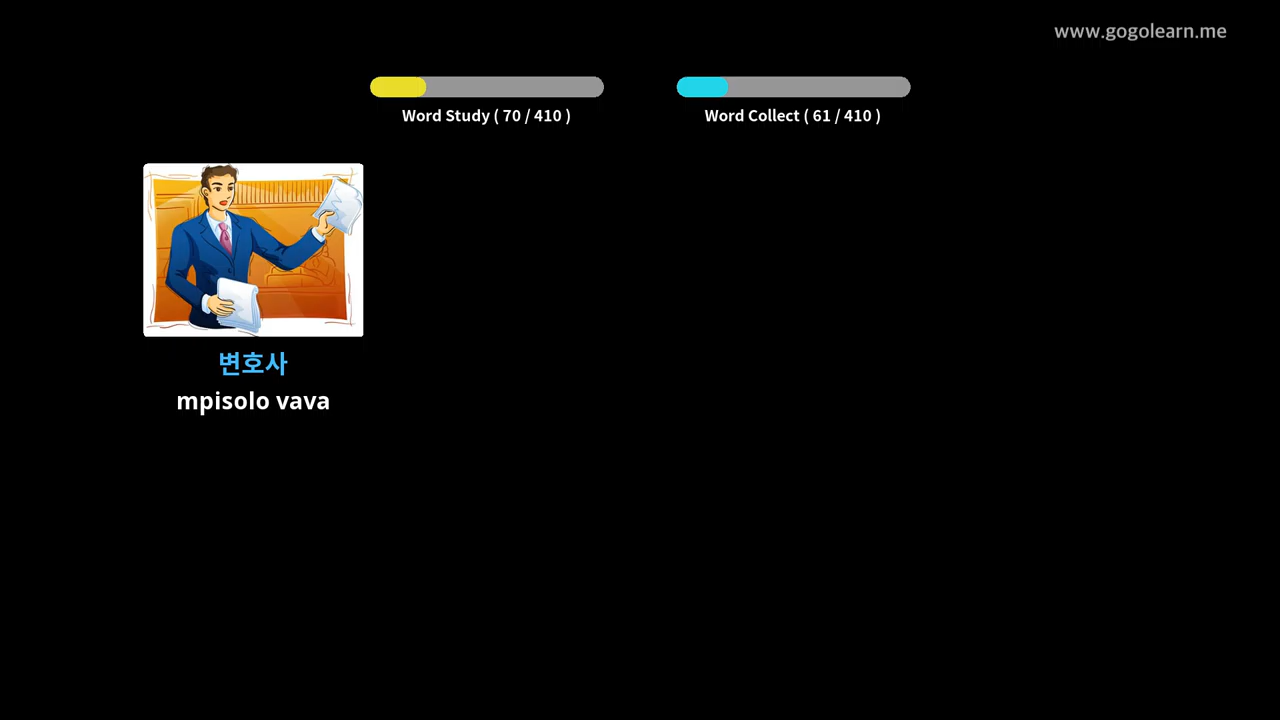 www.gogolearn.me
Word Study ( 70 / 410 )
Word Collect ( 61 / 410 )
변호사
mpisolo vava